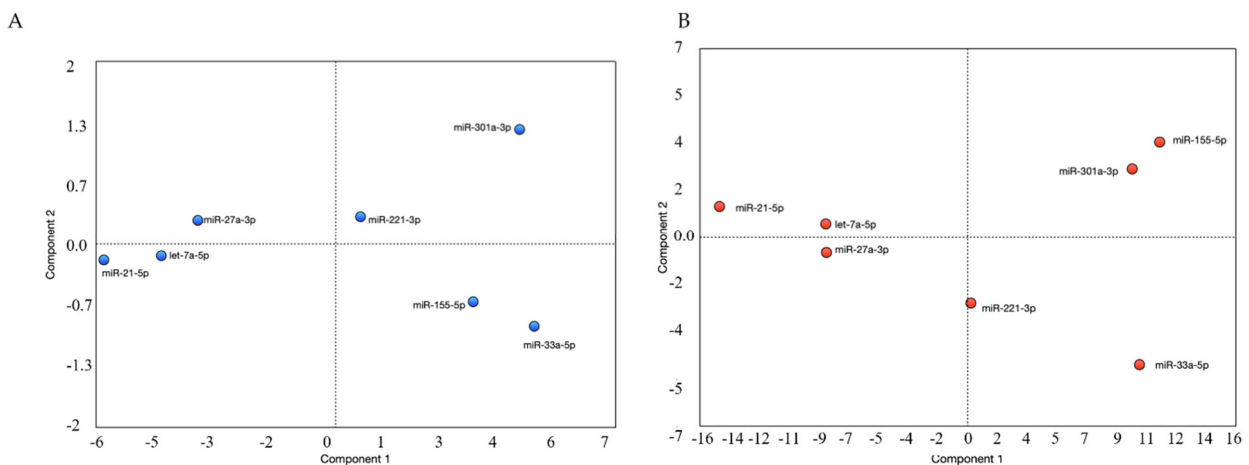 A
2
1.3
0.7
0.0
-0.7
-1.3
-2
Component 2
miR-301a-3p
miR-27a-3p
miR-221-3p
let-7a-5p
miR-21-5p
miR-155-5p
miR-33a-5p
-6 -5 -3 -2 0 1 3 4 6 7
Component 1
B
7
5
4
2
0.0
-2
-4
-5
-7
Component 2
miR-155-5p
miR-301a-3p
miR-21-5p
let-7a-5p
miR-27a-3p
miR-221-3p
miR-33a-5p
-16 -14 -12 -11 -9 -7 -5 -4 -2 0 2 4 5 7 9 11 12 14 16
Component 1